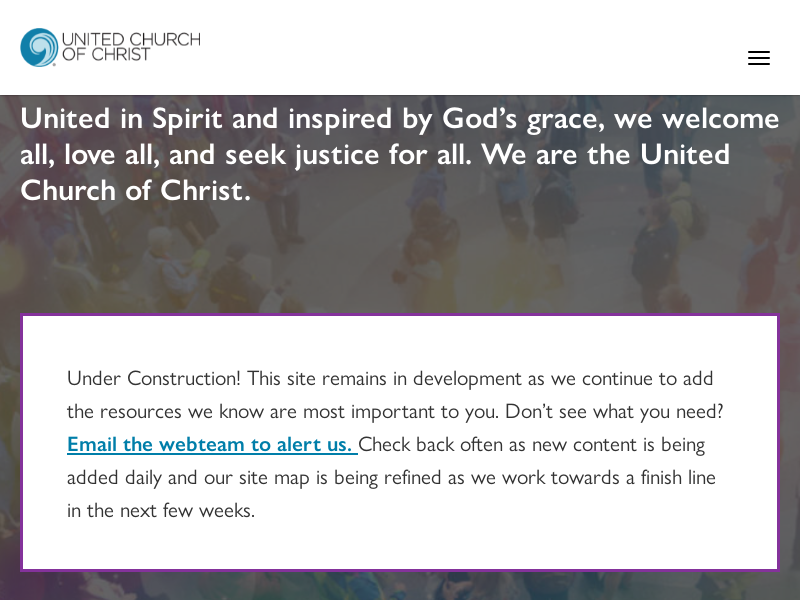 UNITED CHURCH
OF CHRIST
United in Spirit and inspired by God’s grace, we welcome
all, love all, and seek justice for all. We are the United
Church of Christ.
Under Construction! This site remains in development as we continue to add
the resources we know are most important to you. Don’t see what you need?
Email the webteam to alert us. Check back often as new content is being
added daily and our site map is being refined as we work towards a finish line
in the next few weeks.